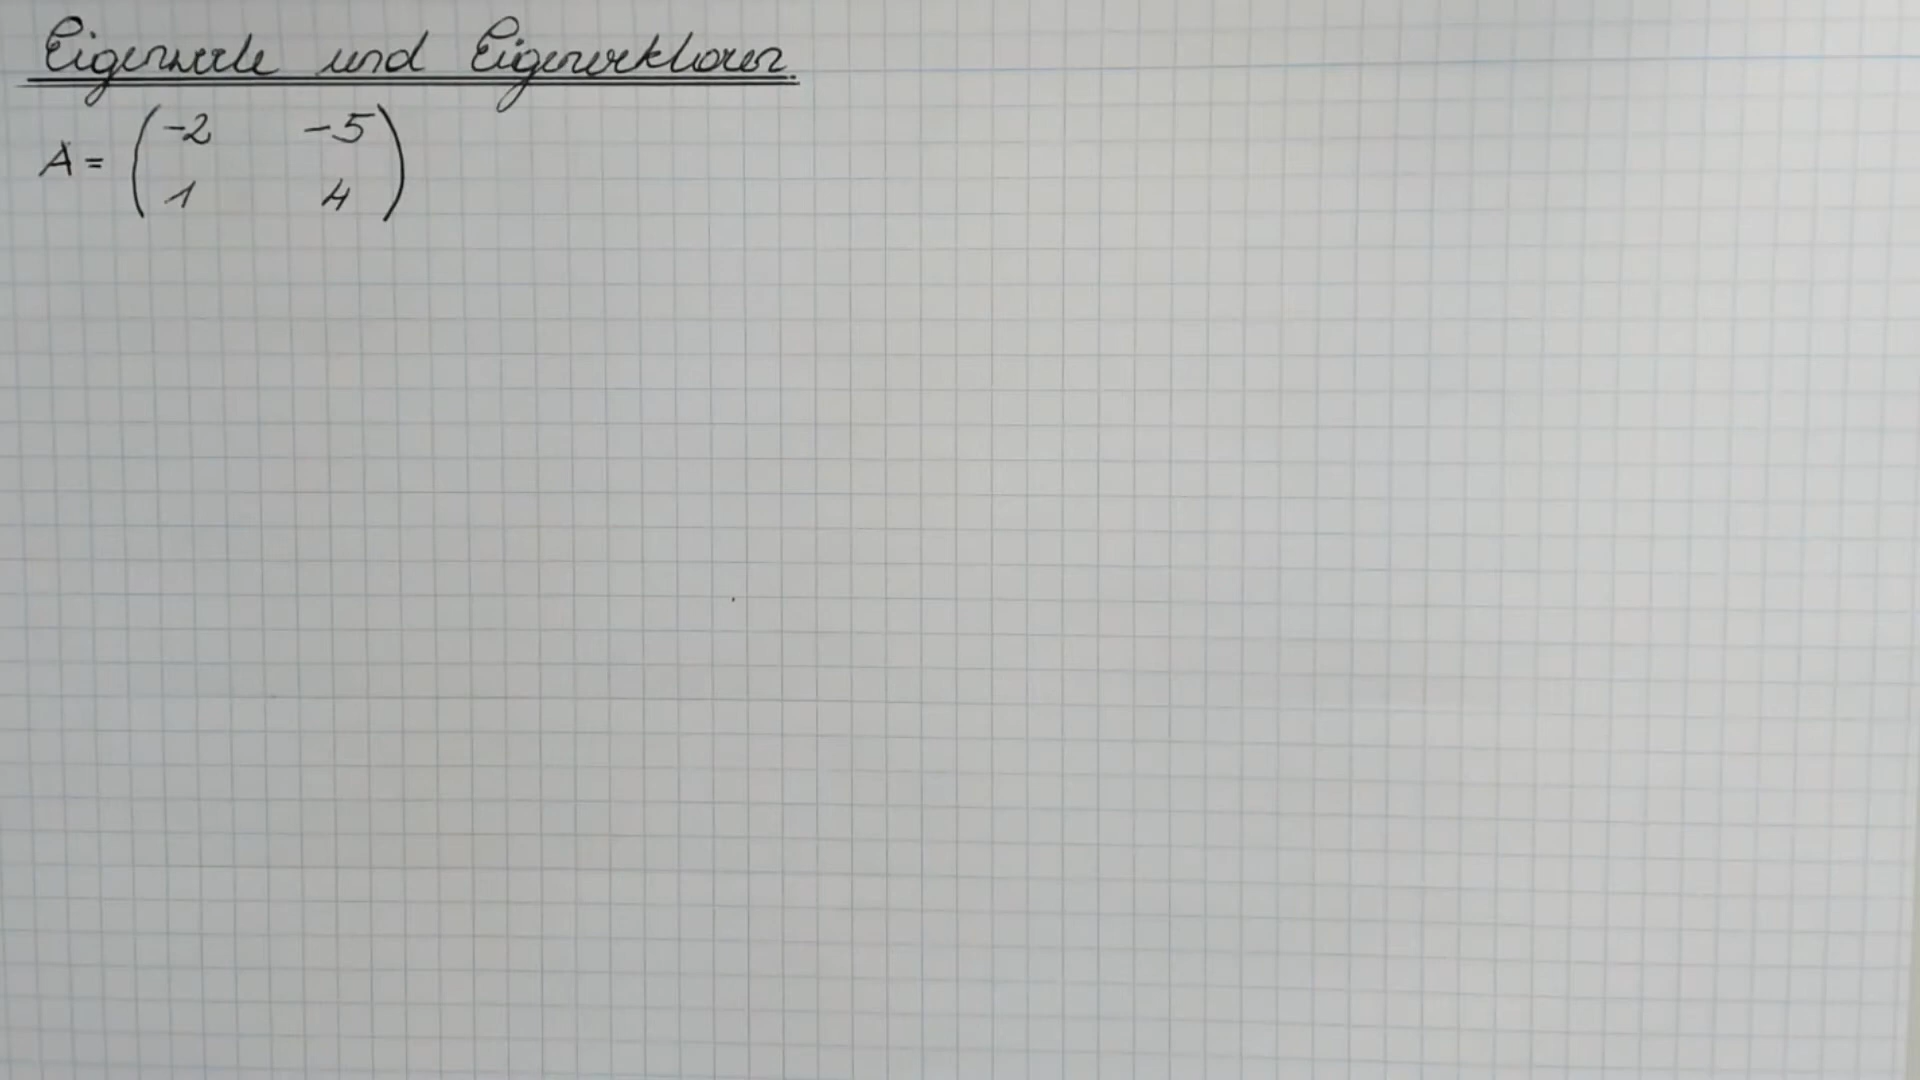 Eigenwerte und Eigenvektoren
A = (-2 -5
1 4)